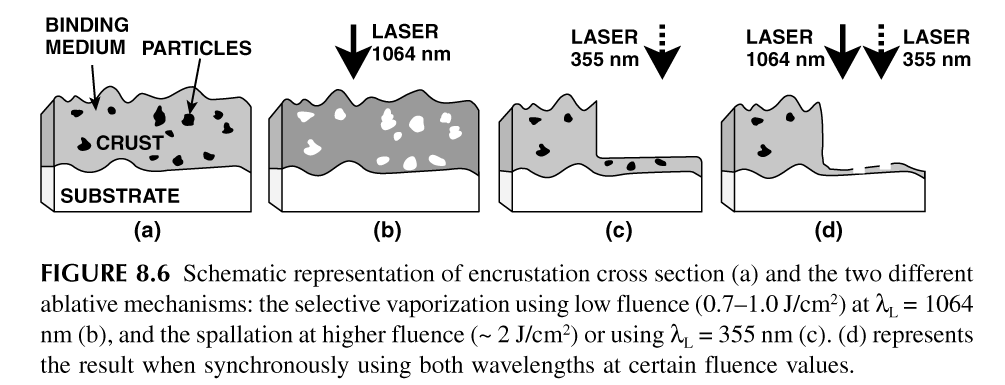 BINDING
MEDIUM
PARTICLES
CRUST
SUBSTRATE
(a)
LASER
1064 nm
(b)
LASER
355 nm
(c)
LASER
1064 nm
LASER
355 nm
(d)
FIGURE 8.6 Schematic representation of encrustation cross section (a) and the two different
ablative mechanisms: the selective vaporization using low fluence (0.7–1.0 J/cm²) at λL = 1064
nm (b), and the spallation at higher fluence (~ 2 J/cm²) or using λL = 355 nm (c). (d) represents
the result when synchronously using both wavelengths at certain fluence values.